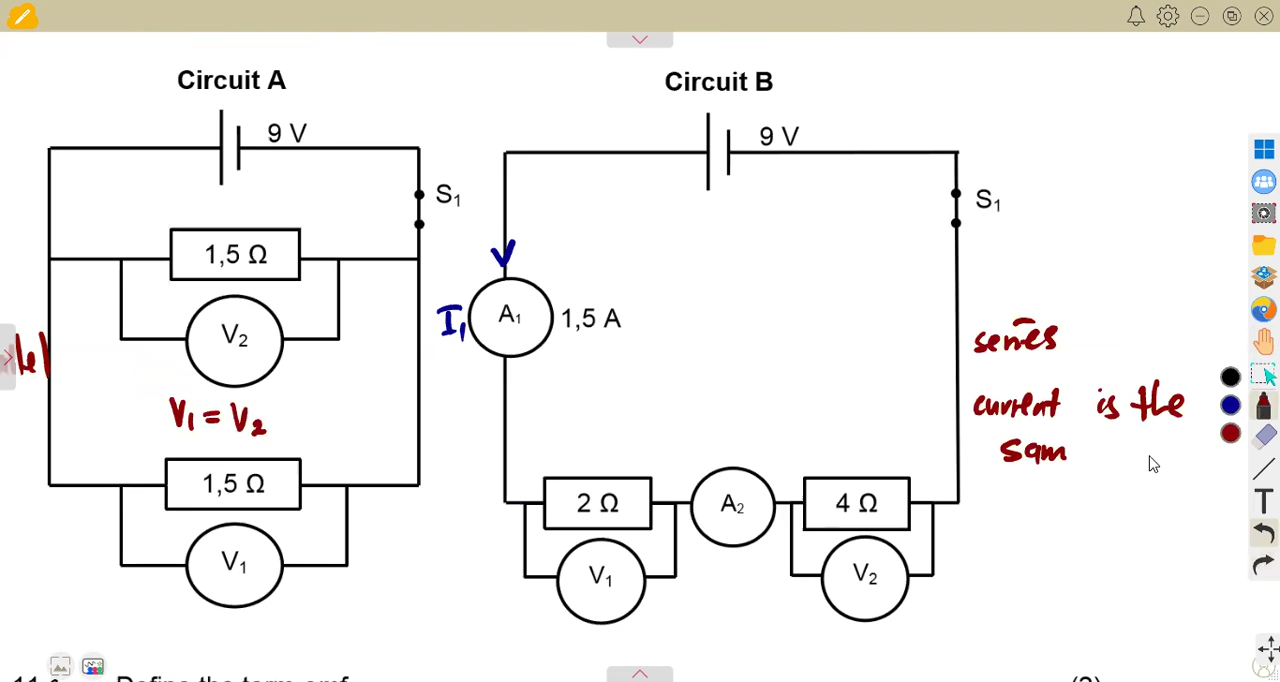 Circuit A
Circuit B
9 V
9 V
S1
S1
1,5 Ω
V2
I1
A1
1,5 A
series
V1 = V2
current is the
sam
1,5 Ω
2 Ω
A2
4 Ω
V1
V1
V2
T
Define the term emf